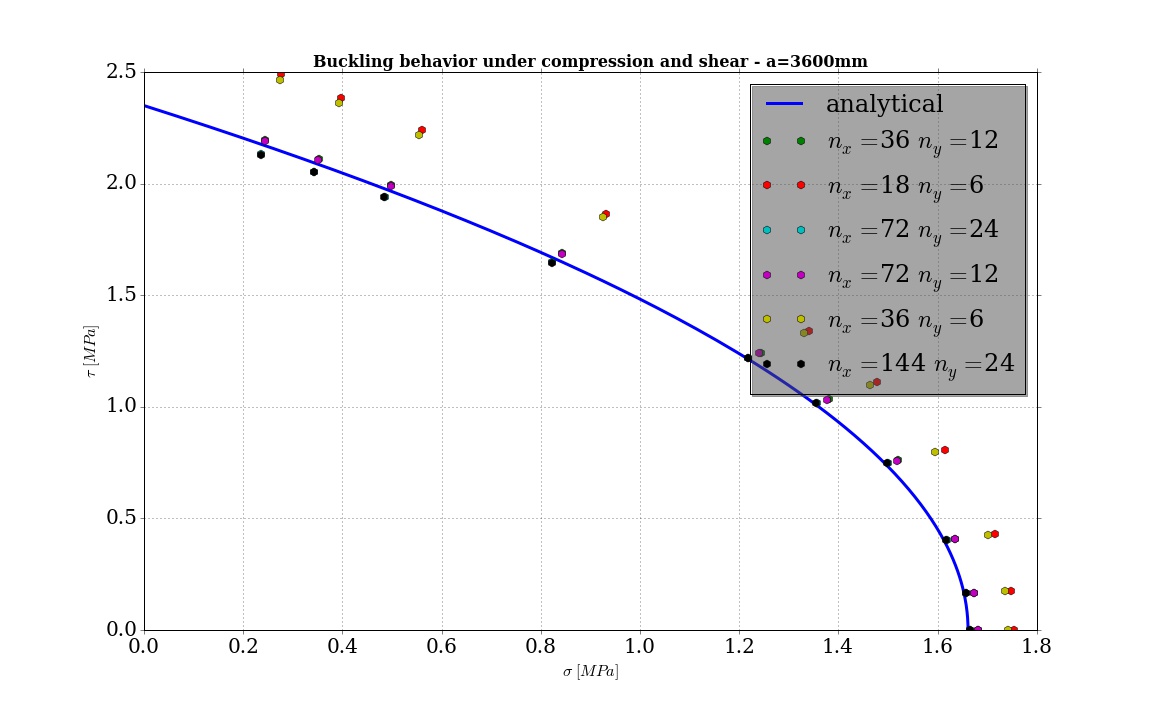 Buckling behavior under compression and shear - a=3600mm
2.5
2.0
1.5
1.0
0.5
0.0
τ [MPa]
analytical
n_x =36 n_y =12
n_x =18 n_y =6
n_x =72 n_y =24
n_x =72 n_y =12
n_x =36 n_y =6
n_x =144 n_y =24
0.0 0.2 0.4 0.6 0.8 1.0 1.2 1.4 1.6 1.8
σ [MPa]